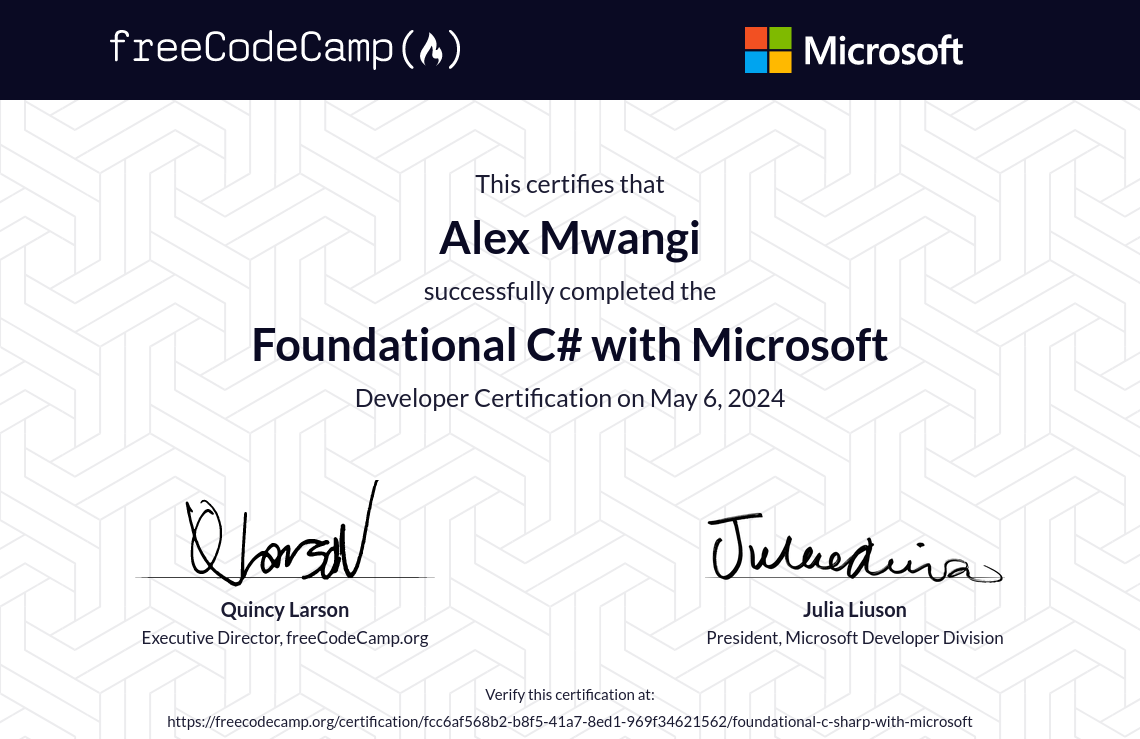 freeCodeCamp(🔥)
Microsoft
This certifies that
Alex Mwangi
successfully completed the
Foundational C# with Microsoft
Developer Certification on May 6, 2024
QLarson
Quincy Larson
Executive Director, freeCodeCamp.org
Julia Liuson
President, Microsoft Developer Division
Verify this certification at:
https://freecodecamp.org/certification/fcc6af568b2-b8f5-41a7-8ed1-969f34621562/foundational-c-sharp-with-microsoft